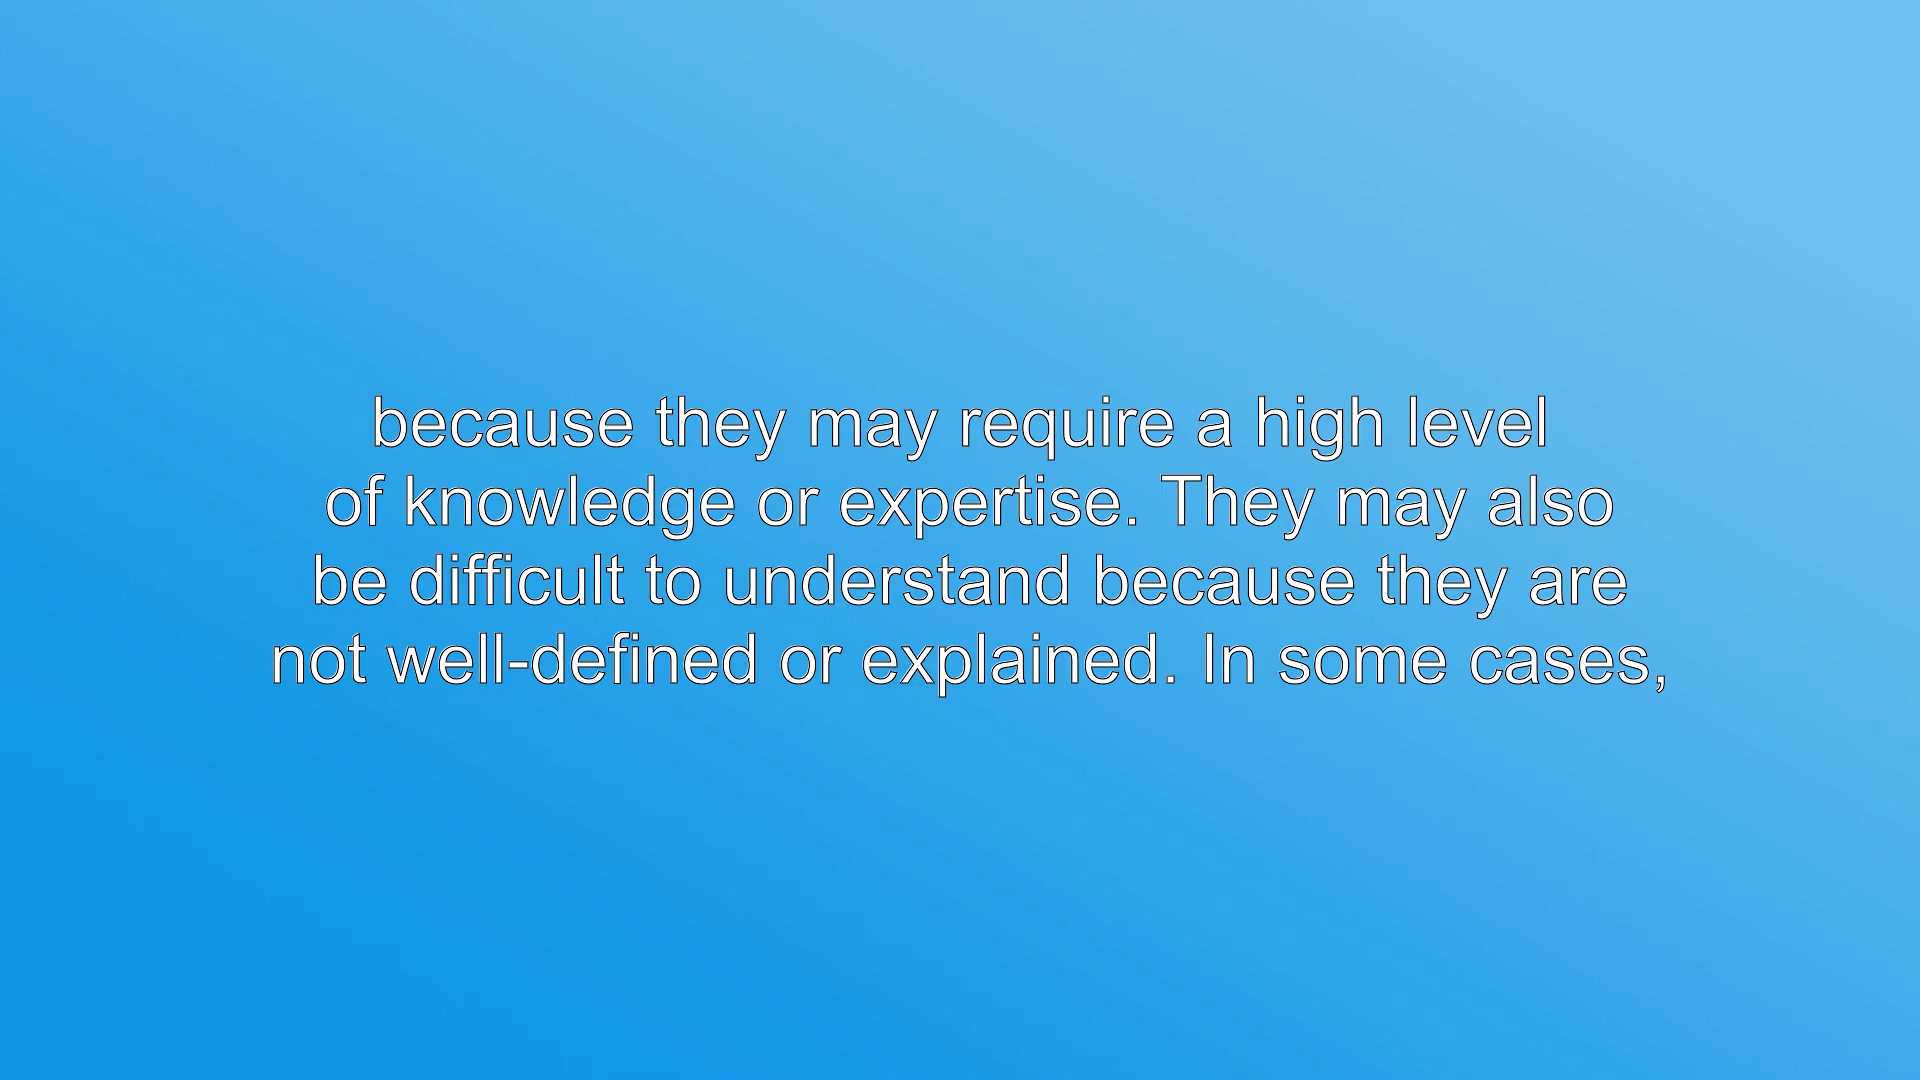 because they may require a high level
of knowledge or expertise. They may also
be difficult to understand because they are
not well-defined or explained. In some cases,